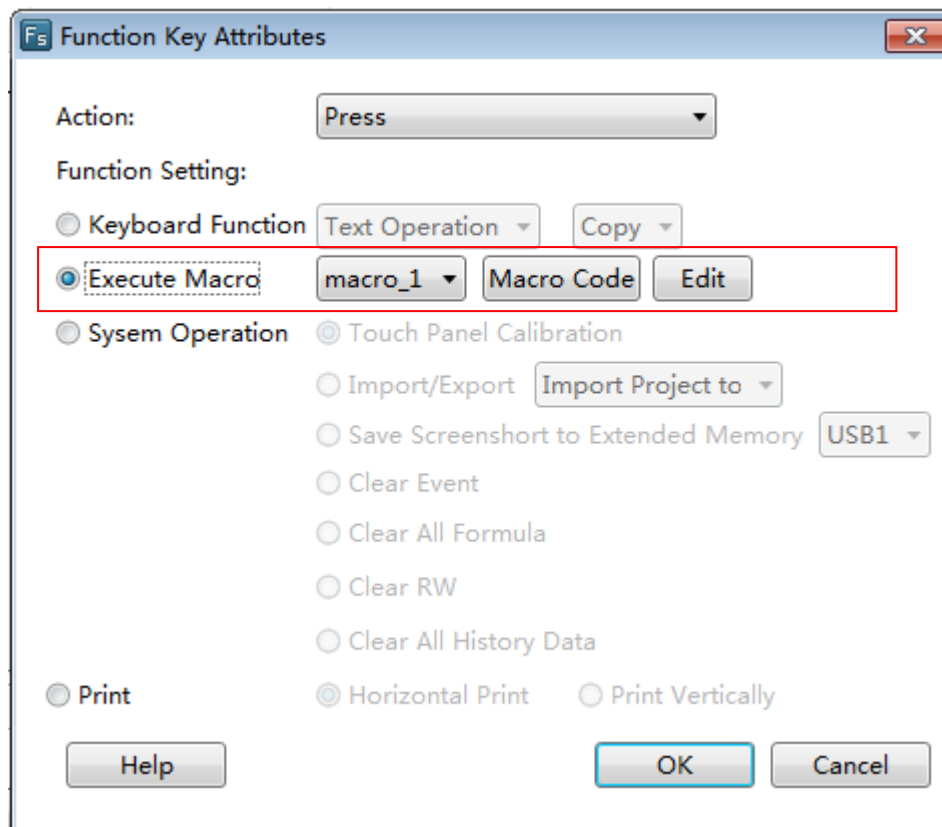 Fs Function Key Attributes
Action: Press
Function Setting:
Keyboard Function Text Operation Copy
Execute Macro macro_1 Macro Code Edit
Sysem Operation Touch Panel Calibration
Import/Export Import Project to
Save Screenshort to Extended Memory USB1
Clear Event
Clear All Formula
Clear RW
Clear All History Data
Print Horizontal Print Print Vertically
Help OK Cancel